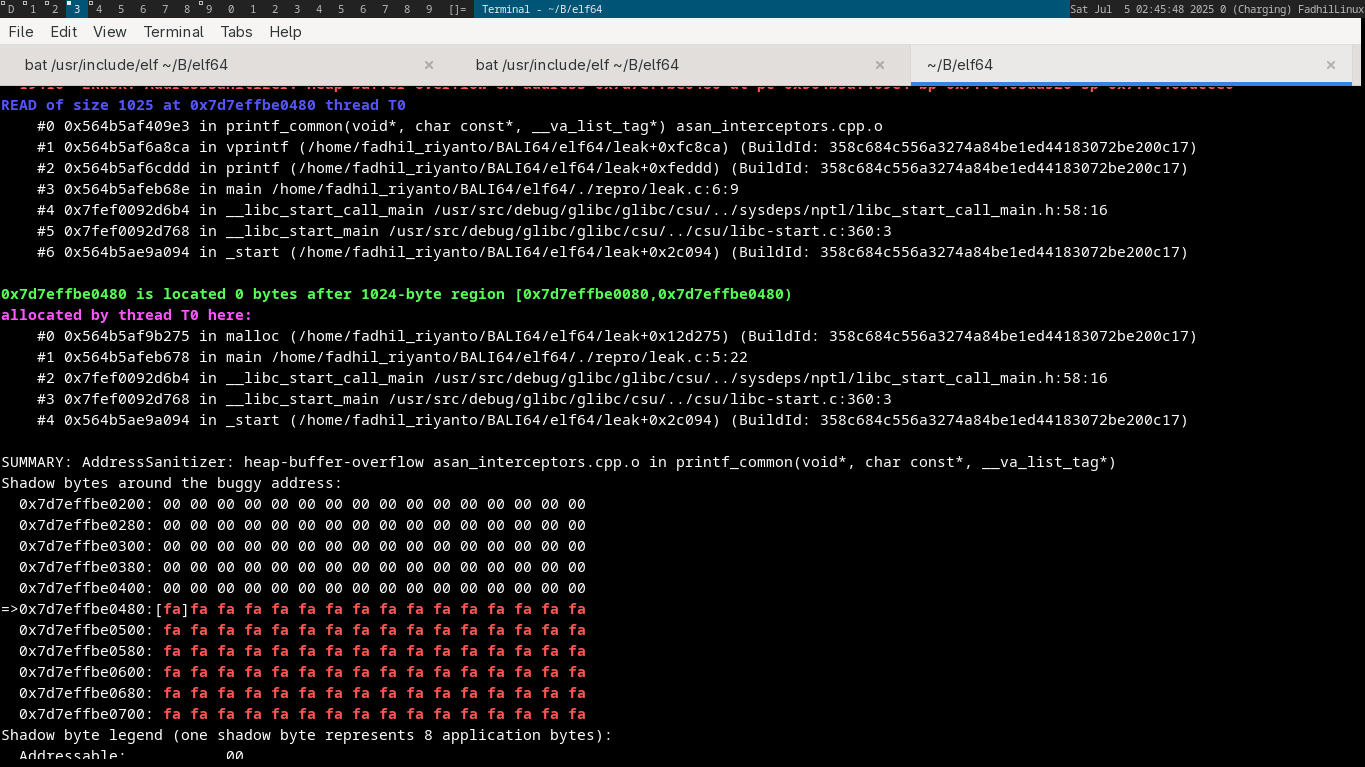 D 1 2 3 4 5 6 7 8 9 0 1 2 3 4 5 6 7 8 9 []= Terminal - ~/B/elf64 Sat Jul 5 02:45:48 2025 0 (Charging) FadhilLinux
File Edit View Terminal Tabs Help
bat /usr/include/elf ~/B/elf64 × bat /usr/include/elf ~/B/elf64 × ~/B/elf64 ×
READ of size 1025 at 0x7d7effbe0480 thread T0
#0 0x564b5af409e3 in printf_common(void*, char const*, __va_list_tag*) asan_interceptors.cpp.o
#1 0x564b5af6a8ca in vprintf (/home/fadhil_riyanto/BALI64/elf64/leak+0xfc8ca) (BuildId: 358c684c556a3274a84be1ed44183072be200c17)
#2 0x564b5af6cddd in printf (/home/fadhil_riyanto/BALI64/elf64/leak+0xfeddd) (BuildId: 358c684c556a3274a84be1ed44183072be200c17)
#3 0x564b5afeb68e in main /home/fadhil_riyanto/BALI64/elf64/./repro/leak.c:6:9
#4 0x7fef0092d6b4 in __libc_start_call_main /usr/src/debug/glibc/glibc/csu/../sysdeps/nptl/libc_start_call_main.h:58:16
#5 0x7fef0092d768 in __libc_start_main /usr/src/debug/glibc/glibc/csu/../csu/libc-start.c:360:3
#6 0x564b5ae9a094 in _start (/home/fadhil_riyanto/BALI64/elf64/leak+0x2c094) (BuildId: 358c684c556a3274a84be1ed44183072be200c17)
0x7d7effbe0480 is located 0 bytes after 1024-byte region [0x7d7effbe0080,0x7d7effbe0480)
allocated by thread T0 here:
#0 0x564b5af9b275 in malloc (/home/fadhil_riyanto/BALI64/elf64/leak+0x12d275) (BuildId: 358c684c556a3274a84be1ed44183072be200c17)
#1 0x564b5afeb678 in main /home/fadhil_riyanto/BALI64/elf64/./repro/leak.c:5:22
#2 0x7fef0092d6b4 in __libc_start_call_main /usr/src/debug/glibc/glibc/csu/../sysdeps/nptl/libc_start_call_main.h:58:16
#3 0x7fef0092d768 in __libc_start_main /usr/src/debug/glibc/glibc/csu/../csu/libc-start.c:360:3
#4 0x564b5ae9a094 in _start (/home/fadhil_riyanto/BALI64/elf64/leak+0x2c094) (BuildId: 358c684c556a3274a84be1ed44183072be200c17)
SUMMARY: AddressSanitizer: heap-buffer-overflow asan_interceptors.cpp.o in printf_common(void*, char const*, __va_list_tag*)
Shadow bytes around the buggy address:
0x7d7effbe0200: 00 00 00 00 00 00 00 00 00 00 00 00 00 00 00 00
0x7d7effbe0280: 00 00 00 00 00 00 00 00 00 00 00 00 00 00 00 00
0x7d7effbe0300: 00 00 00 00 00 00 00 00 00 00 00 00 00 00 00 00
0x7d7effbe0380: 00 00 00 00 00 00 00 00 00 00 00 00 00 00 00 00
0x7d7effbe0400: 00 00 00 00 00 00 00 00 00 00 00 00 00 00 00 00
=>0x7d7effbe0480:[fa]fa fa fa fa fa fa fa fa fa fa fa fa fa fa fa
0x7d7effbe0500: fa fa fa fa fa fa fa fa fa fa fa fa fa fa fa fa
0x7d7effbe0580: fa fa fa fa fa fa fa fa fa fa fa fa fa fa fa fa
0x7d7effbe0600: fa fa fa fa fa fa fa fa fa fa fa fa fa fa fa fa
0x7d7effbe0680: fa fa fa fa fa fa fa fa fa fa fa fa fa fa fa fa
0x7d7effbe0700: fa fa fa fa fa fa fa fa fa fa fa fa fa fa fa fa
Shadow byte legend (one shadow byte represents 8 application bytes):
Addressable: 00